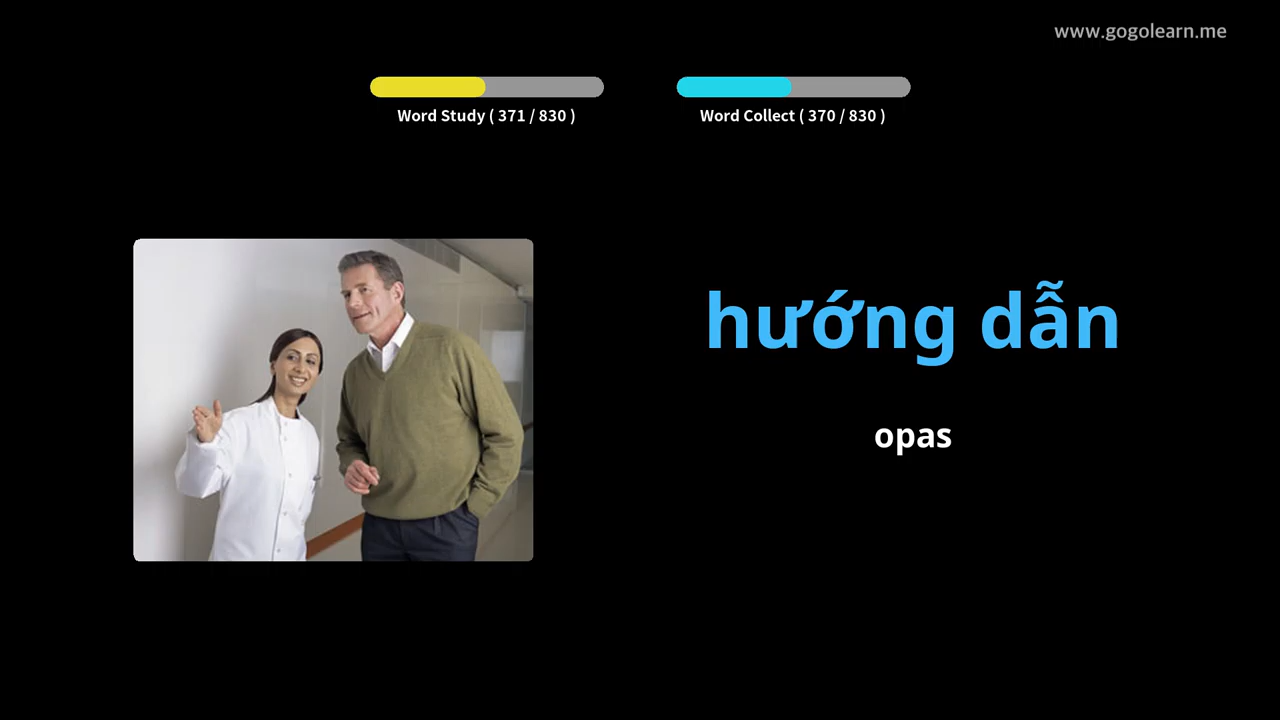 www.gogolearn.me
Word Study ( 371 / 830 )
Word Collect ( 370 / 830 )
hướng dẫn
opas